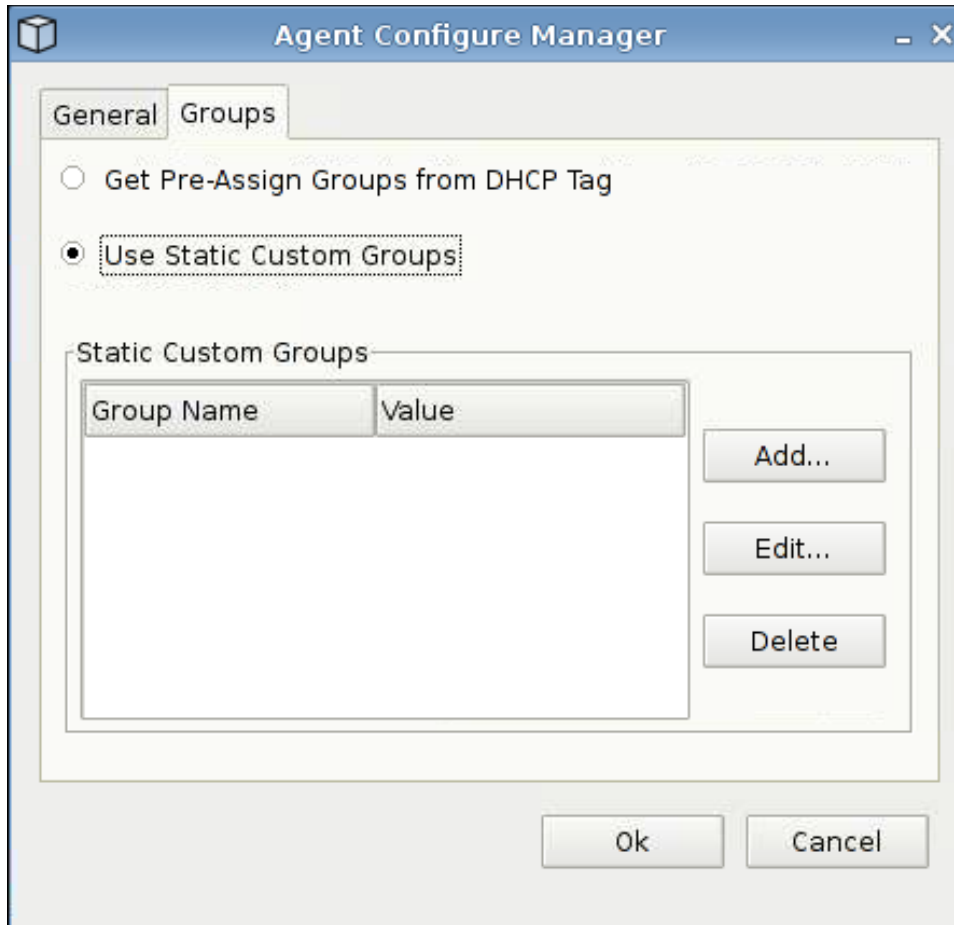 Agent Configure Manager
General Groups
Get Pre-Assign Groups from DHCP Tag
Use Static Custom Groups
Static Custom Groups
Group Name Value
Add...
Edit...
Delete
Ok Cancel